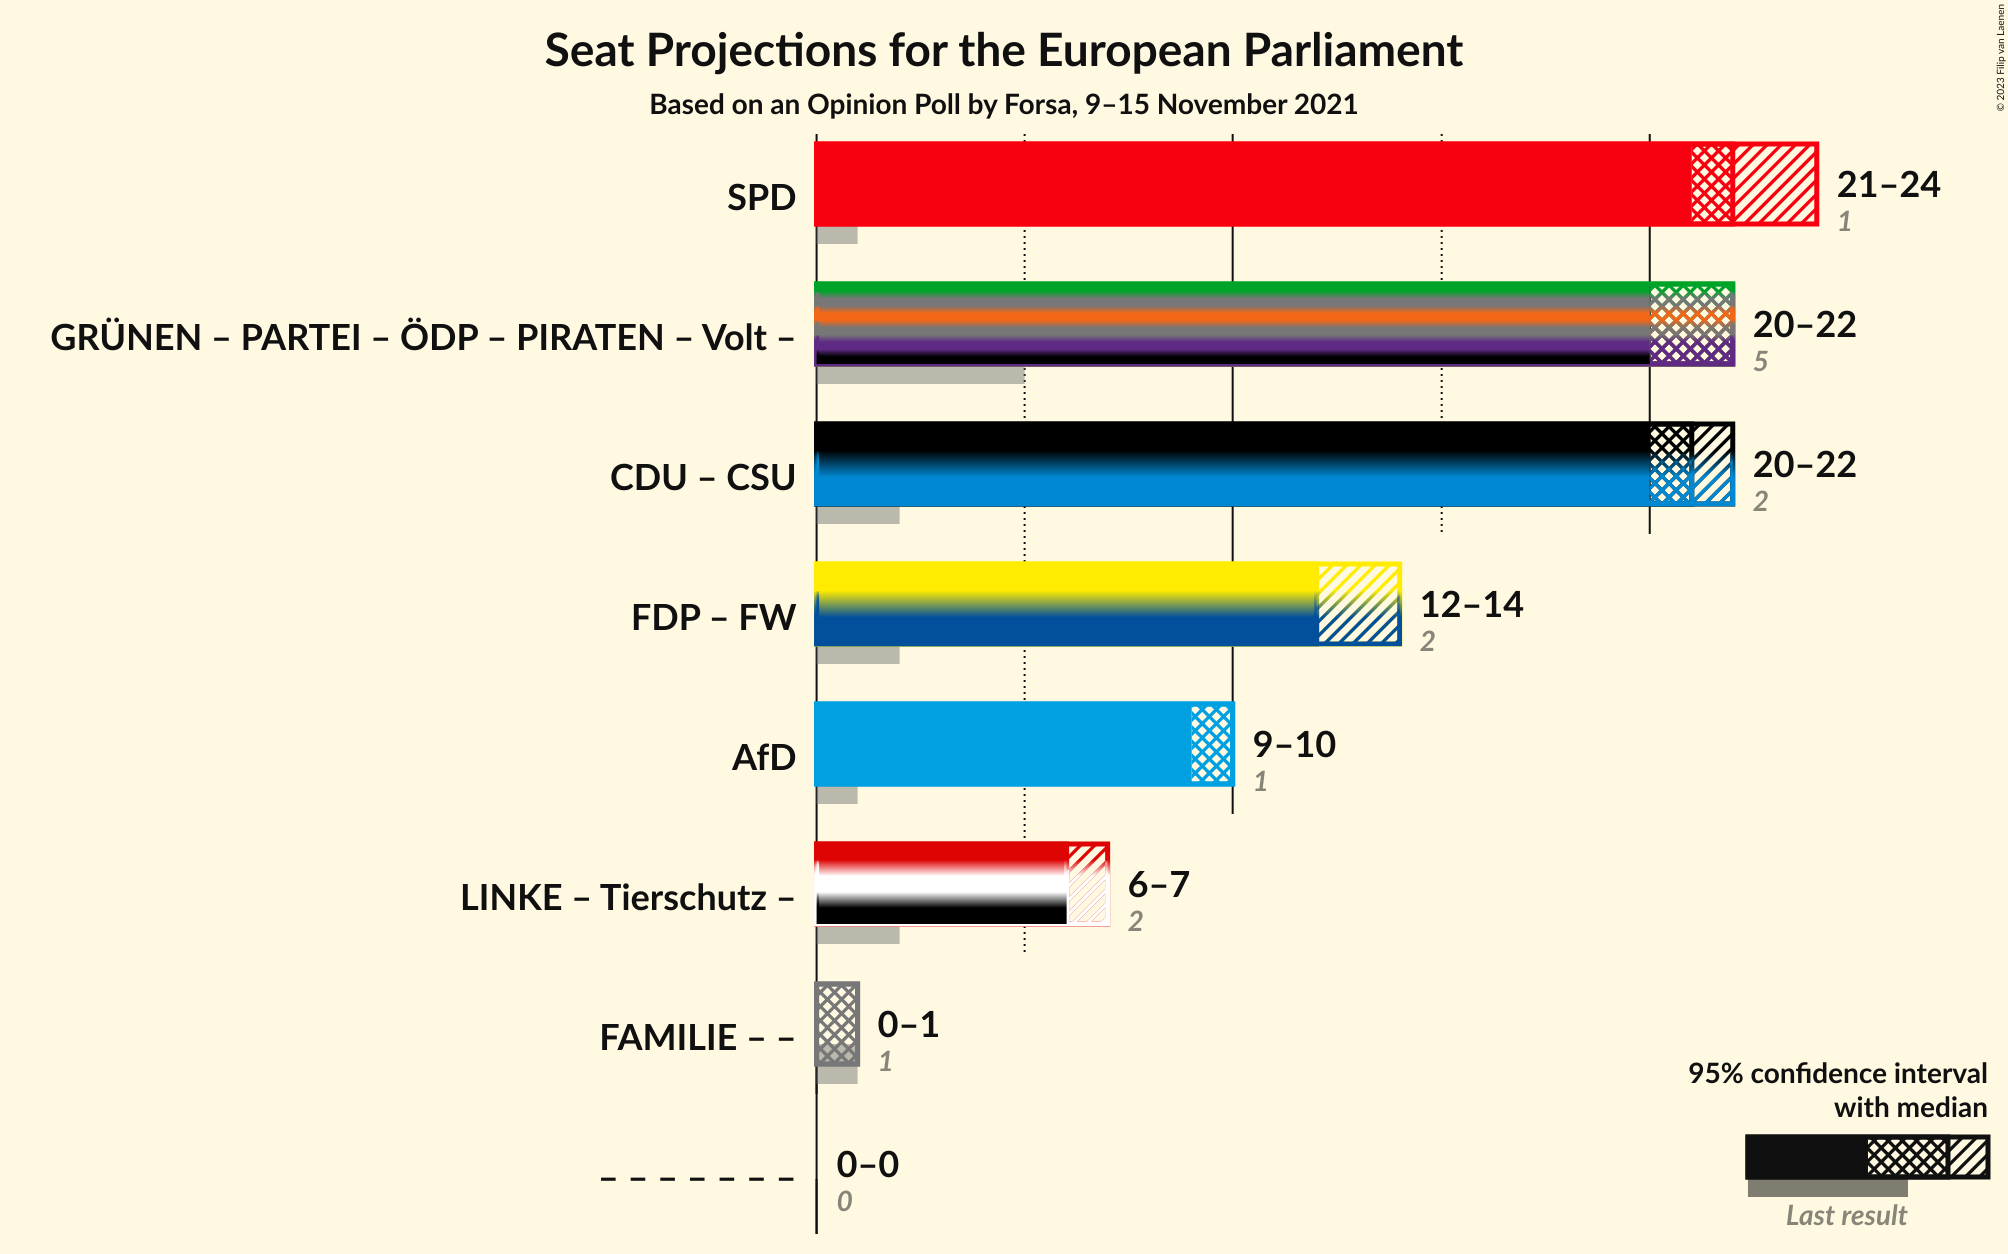 Seat Projections for the European Parliament
Based on an Opinion Poll by Forsa, 9–15 November 2021
© 2023 Filip van Laenen
SPD
21–24
1
GRÜNEN – PARTEI – ÖDP – PIRATEN – Volt –
20–22
5
CDU – CSU
20–22
2
FDP – FW
12–14
2
AfD
9–10
1
LINKE – Tierschutz –
6–7
2
FAMILIE – –
0–1
1
– – – – – – –
0–0
0
95% confidence interval
with median
Last result